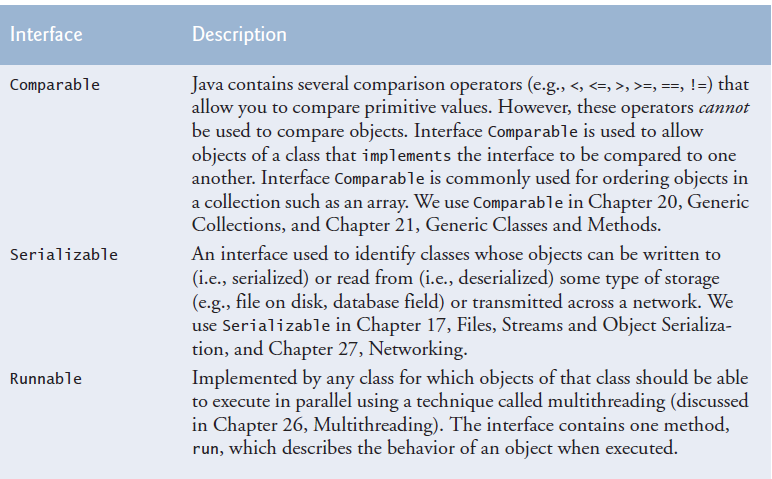 Interface Description
Comparable Java contains several comparison operators (e.g., <, <=, >, >=, ==, !=) that
allow you to compare primitive values. However, these operators cannot
be used to compare objects. Interface Comparable is used to allow
objects of a class that implements the interface to be compared to one
another. Interface Comparable is commonly used for ordering objects in
a collection such as an array. We use Comparable in Chapter 20, Generic
Collections, and Chapter 21, Generic Classes and Methods.
Serializable An interface used to identify classes whose objects can be written to
(i.e., serialized) or read from (i.e., deserialized) some type of storage
(e.g., file on disk, database field) or transmitted across a network. We
use Serializable in Chapter 17, Files, Streams and Object Serializa-
tion, and Chapter 27, Networking.
Runnable Implemented by any class for which objects of that class should be able
to execute in parallel using a technique called multithreading (discussed
in Chapter 26, Multithreading). The interface contains one method,
run, which describes the behavior of an object when executed.